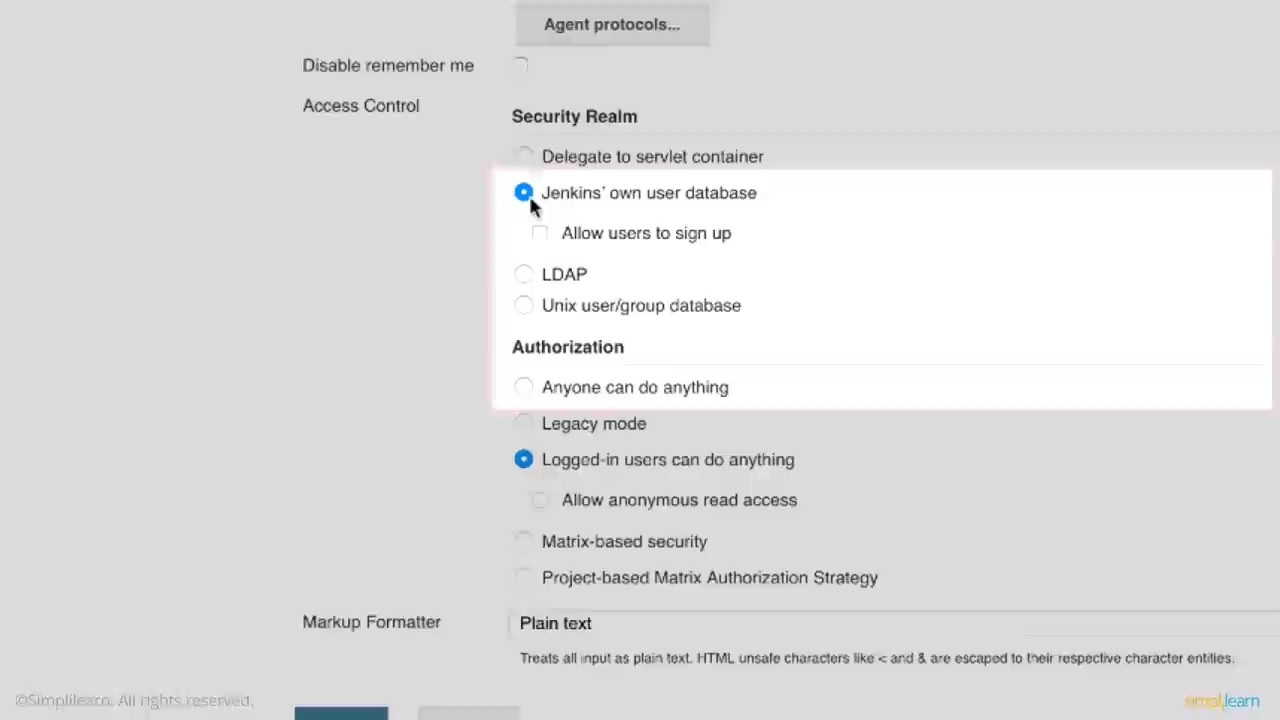 Agent protocols...
Disable remember me
Access Control
Security Realm
Delegate to servlet container
Jenkins' own user database
Allow users to sign up
LDAP
Unix user/group database
Authorization
Anyone can do anything
Legacy mode
Logged-in users can do anything
Allow anonymous read access
Matrix-based security
Project-based Matrix Authorization Strategy
Markup Formatter
Plain text
Treats all input as plain text. HTML unsafe characters like < and & are escaped to their respective character entities.
©Simplilearn. All rights reserved.
simplilearn